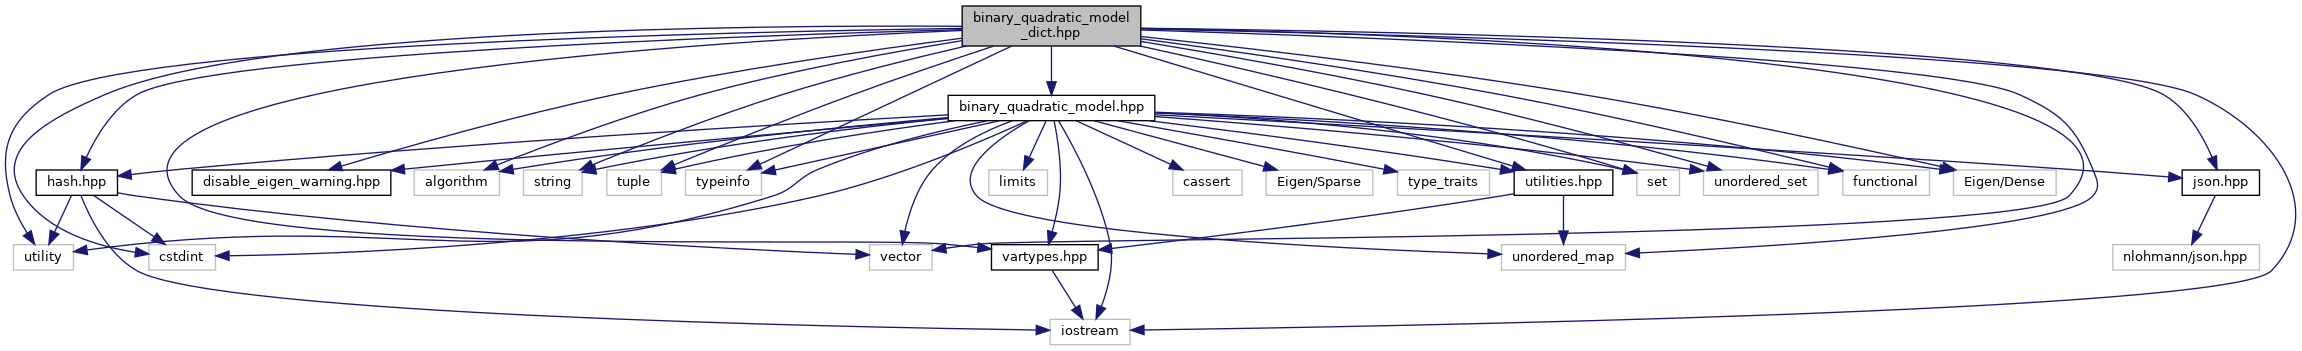 binary_quadratic_model
_dict.hpp
binary_quadratic_model.hpp
hash.hpp
disable_eigen_warning.hpp
algorithm
string
tuple
typeinfo
limits
cassert
Eigen/Sparse
type_traits
utilities.hpp
set
unordered_set
functional
Eigen/Dense
json.hpp
utility
cstdint
vector
vartypes.hpp
unordered_map
nlohmann/json.hpp
iostream